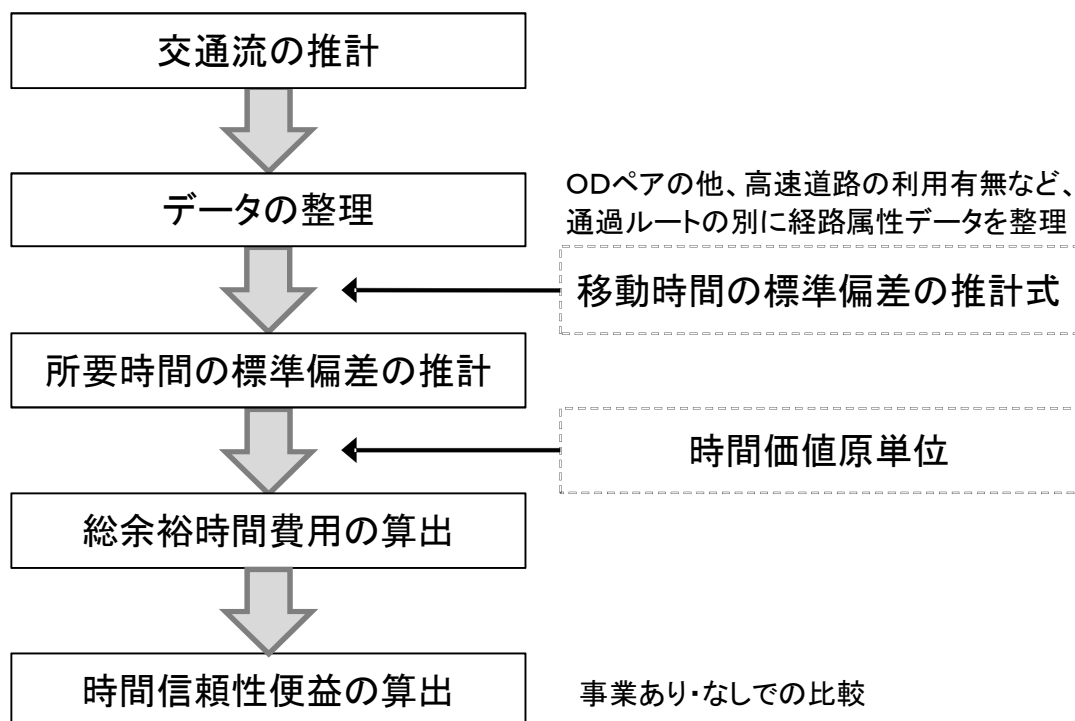 交通流の推計
データの整理
ODペアの他、高速道路の利用有無など、
通過ルートの別に経路属性データを整理
移動時間の標準偏差の推計式
所要時間の標準偏差の推計
時間価値原単位
総余裕時間費用の算出
時間信頼性便益の算出
事業あり・なしでの比較